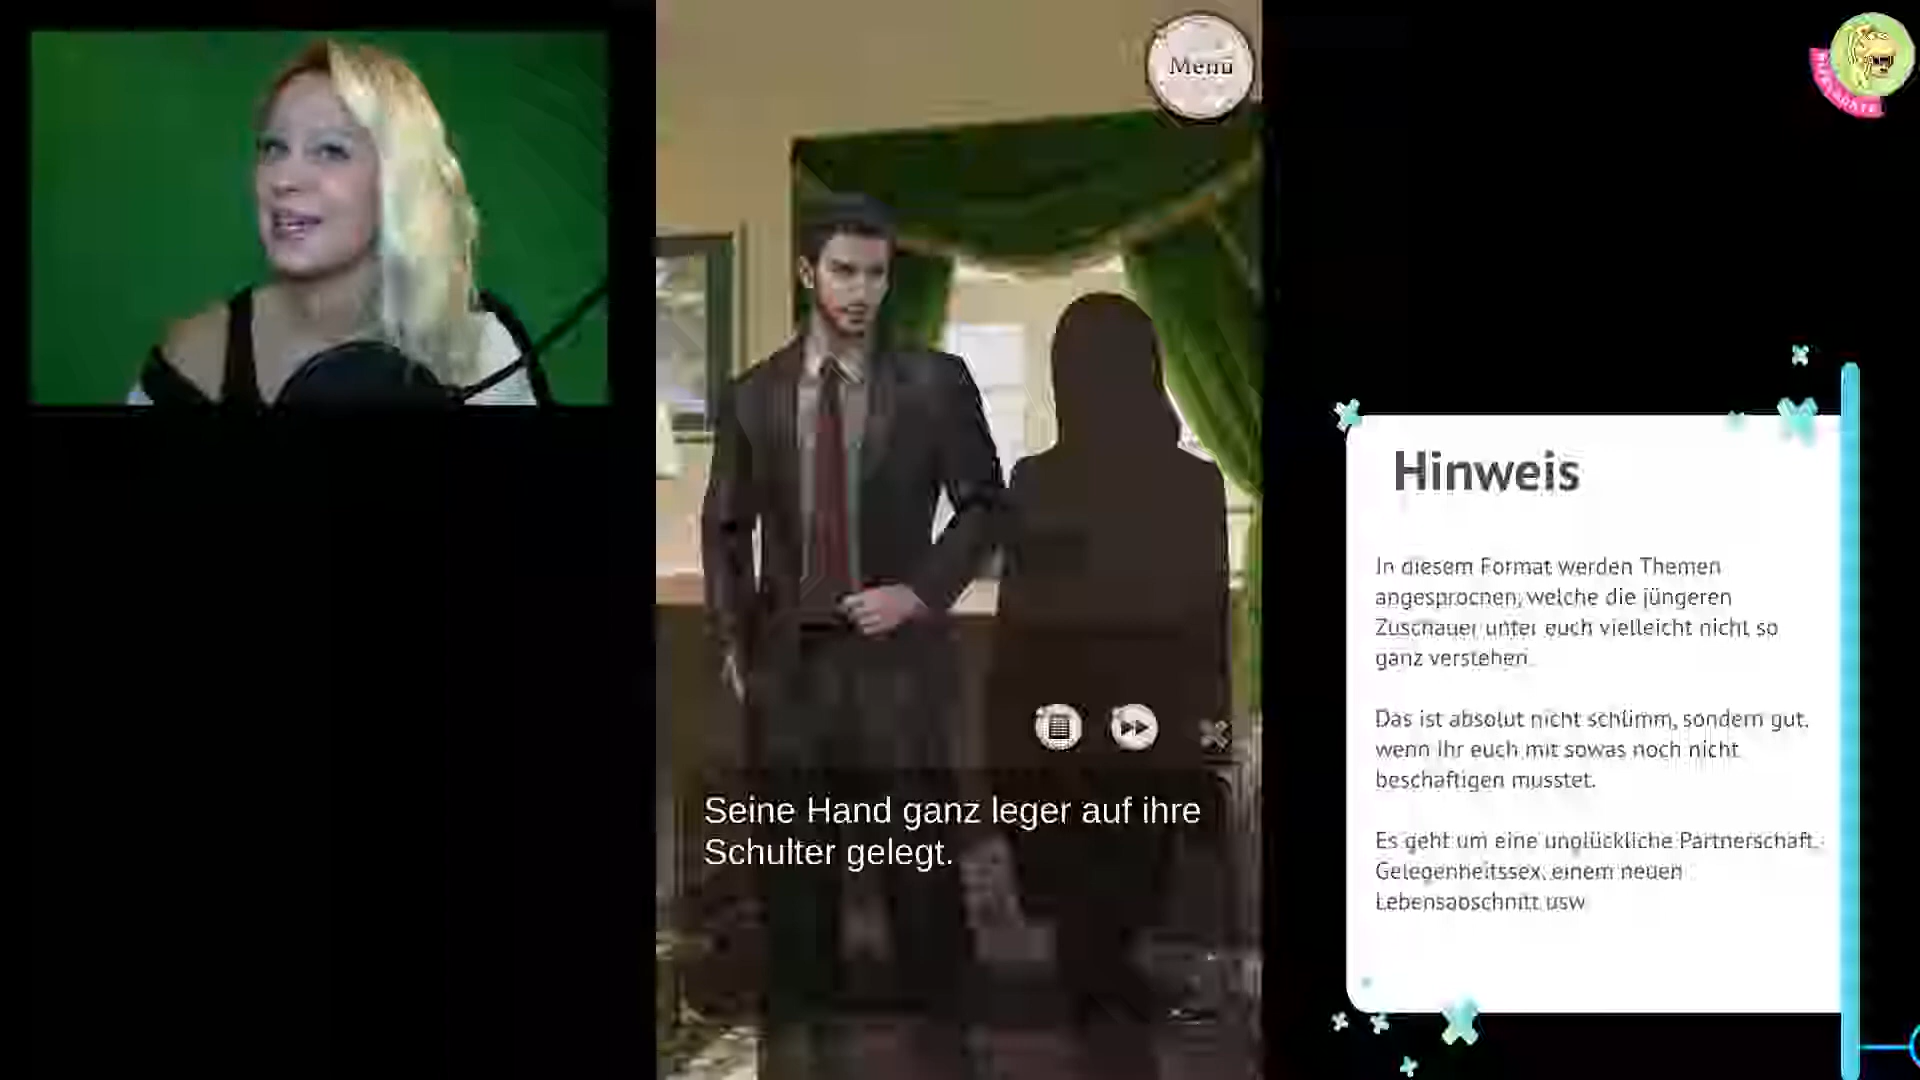 Menü
Seine Hand ganz leger auf ihre
Schulter gelegt.
Hinweis
In diesem Format werden Themen
angesprochen, welche die jüngeren
Zuschauer unter euch vielleicht nicht so
ganz verstehen.
Das ist absolut nicht schlimm, sondern gut,
wenn Ihr euch mit sowas noch nicht
beschäftigen musstet.
Es geht um eine unglückliche Partnerschaft,
Gelegenheitssex, einem neuen
Lebensabschnitt usw